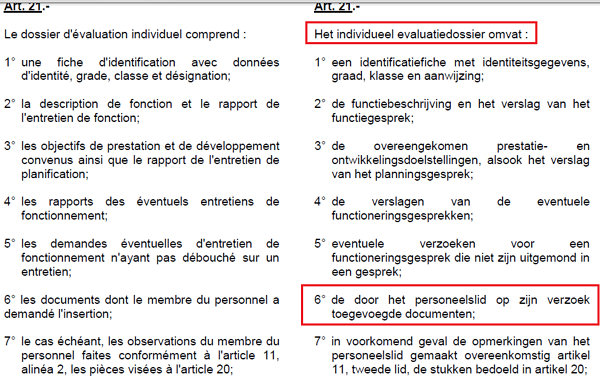 Art. 21.-
Le dossier d'évaluation individuel comprend :
1° une fiche d'identification avec données
d'identité, grade, classe et désignation;
2° la description de fonction et le rapport de
l'entretien de fonction;
3° les objectifs de prestation et de développement
convenus ainsi que le rapport de l'entretien de
planification;
4° les rapports des éventuels entretiens de
fonctionnement;
5° les demandes éventuelles d'entretien de
fonctionnement n'ayant pas débouché sur un
entretien;
6° les documents dont le membre du personnel a
demandé l'insertion;
7° le cas échéant, les observations du membre du
personnel faites conformément à l'article 11,
alinéa 2, les pièces visées à l'article 20;
Art. 21.-
Het individueel evaluatiedossier omvat :
1° een identificatiefiche met identiteitsgegevens,
graad, klasse en aanwijzing;
2° de functiebeschrijving en het verslag van het
functiegesprek;
3° de overeengekomen prestatie- en
ontwikkelingsdoelstellingen, alsook het verslag
van het planningsgesprek;
4° de verslagen van de eventuele
functioneringsgesprekken;
5° eventuele verzoeken voor een
functioneringsgesprek die niet zijn uitgemond in
een gesprek;
6° de door het personeelslid op zijn verzoek
toegevoegde documenten;
7° in voorkomend geval de opmerkingen van het
personeelslid gemaakt overeenkomstig artikel
11, tweede lid, de stukken bedoeld in artikel 20;